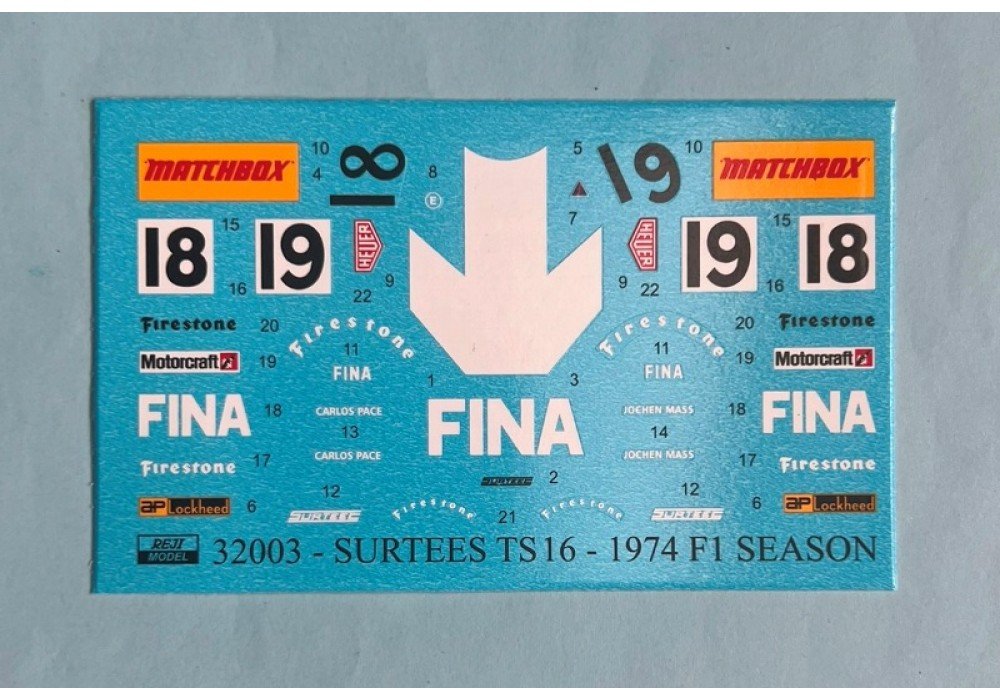 MATCHBOX 10 18 8 5 19 10 MATCHBOX
4 E 7
18 15 19 HEUER HEUER 19 15 18
16 9 9 16
22 22
Firestone 20 Firestone Firestone 20 Firestone
Motorcraft 19 11 11 19 Motorcraft
FINA FINA
1 3
FINA 18 CARLOS PACE FINA JOCHEN MASS 18 FINA
13 14
Firestone 17 CARLOS PACE JOCHEN MASS 17 Firestone
SURTEES 2
AP Lockheed 6 12 12 6 AP Lockheed
SURTEES Firestone 21 Firestone SURTEES
REJI MODEL 32003 - SURTEES TS16 - 1974 F1 SEASON